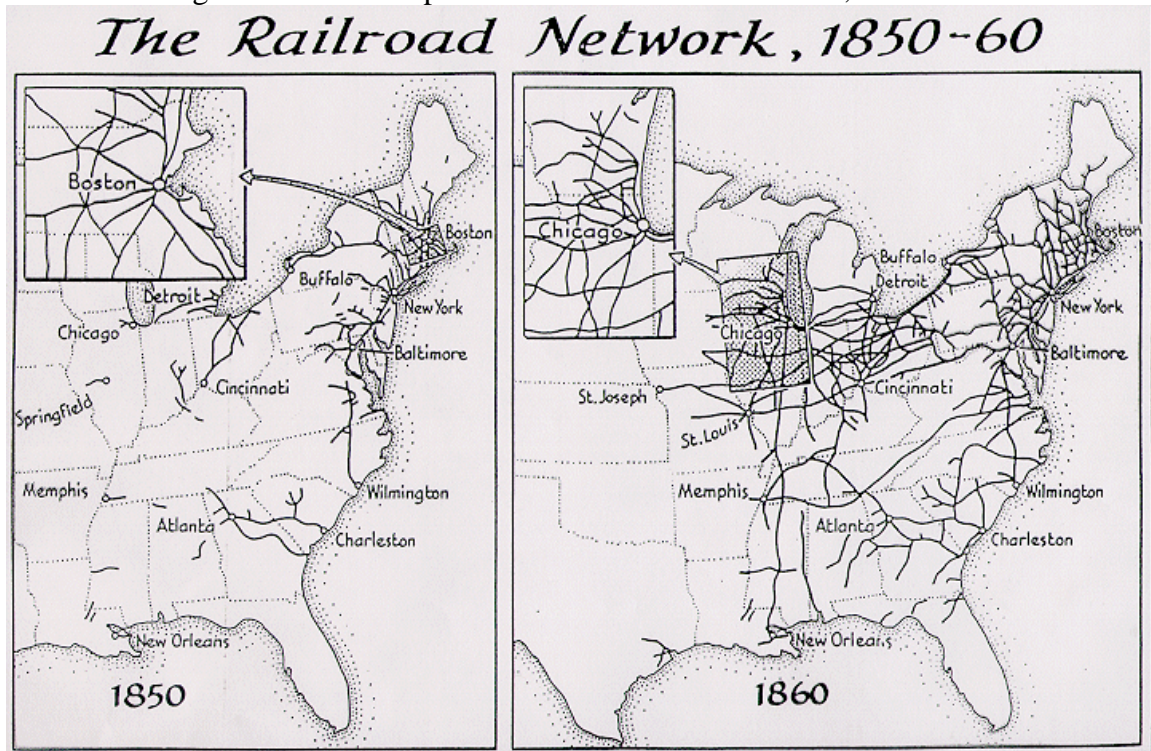 The Railroad Network, 1850-60
Boston
Boston
Buffalo
Detroit
New York
Chicago
Baltimore
Cincinnati
Springfield
Memphis
Wilmington
Atlanta
Charleston
New Orleans
1850
Chicago
Boston
Buffalo
Detroit
New York
Chicago
Baltimore
St. Joseph
Cincinnati
St. Louis
Memphis
Wilmington
Atlanta
Charleston
New Orleans
1860